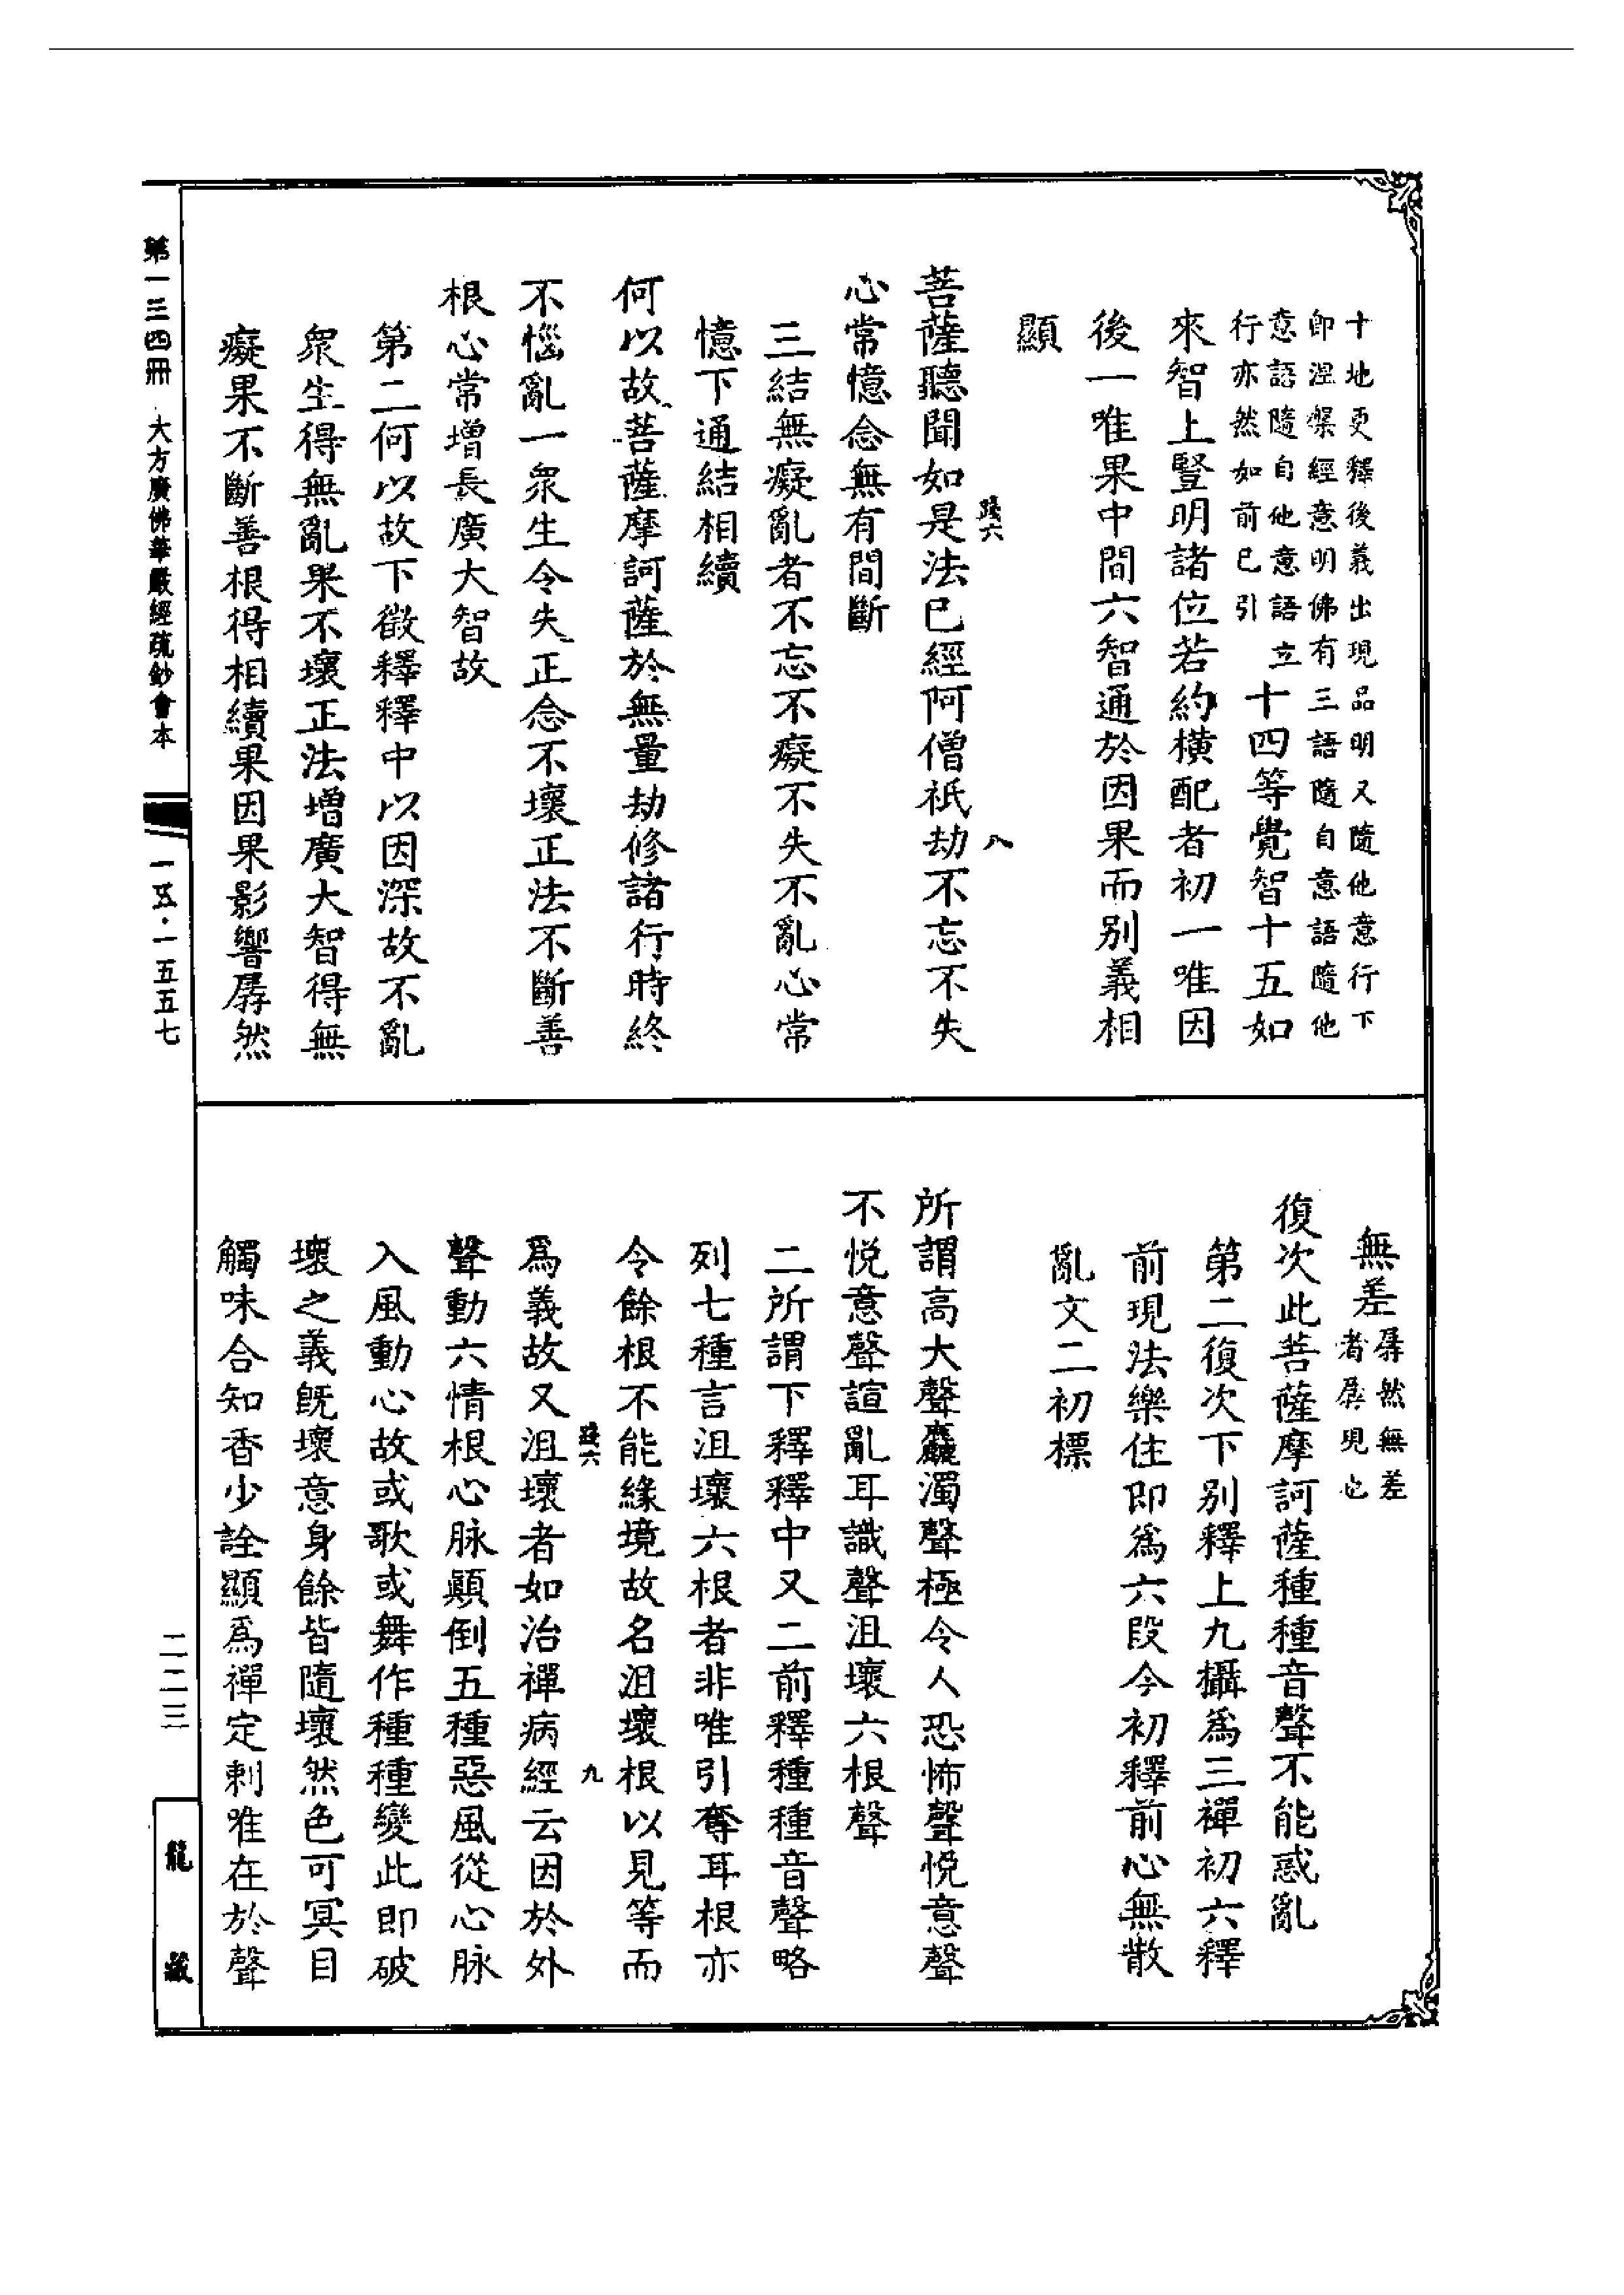 十地更釋後義出現品明又隨他意行下
即涅槃經意明佛有三語隨自意語隨他
意語隨自他意語立
行亦然如前已引
十四等覺智十五如
來智上豎明諸位若約橫配者初一唯因
後一唯果中間六智通於因果而別義相
顯
踐六
八
菩薩聽聞如是法已經阿僧祇劫不忘不失
心常憶念無有間斷
三結無癡亂者不忘不癡不失不亂心常
憶下通結相續
何以故菩薩摩訶薩於無量劫修諸行時終
不惱亂一衆生令失正念不壞正法不斷善
根心常增長廣大智故
第二何以故下徵釋釋中以因深故不亂
衆生得無亂果不壞正法增廣大智得無
癡果不斷善根得相續果因果影響孱然
無差
孱然無差
者孱現也
復次此菩薩摩訶薩種種音聲不能惑亂
第二復次下別釋上九攝爲三禪初六釋
前現法樂住即爲六段今初釋前心無散
亂文二初標
所謂高大聲麤濁聲極令人恐怖聲悅意聲
不悅意聲諠亂耳識聲沮壞六根聲
二所謂下釋釋中又二前釋種種音聲略
列七種言沮壞六根者非唯引奪耳根亦
令餘根不能緣境故名沮壞根以見等而
踐六
九
爲義故又沮壞者如治禪病經云因於外
聲動六情根心脉顚倒五種惡風從心脉
入風動心故或歌或舞作種種變此即破
壞之義旣壞意身餘皆隨壞然色可冥目
觸味合知香少詮顯爲禪定剌唯在於聲
第一三四冊 大方廣佛華嚴經疏鈔會本
一五·一五五七
二二三
龍藏